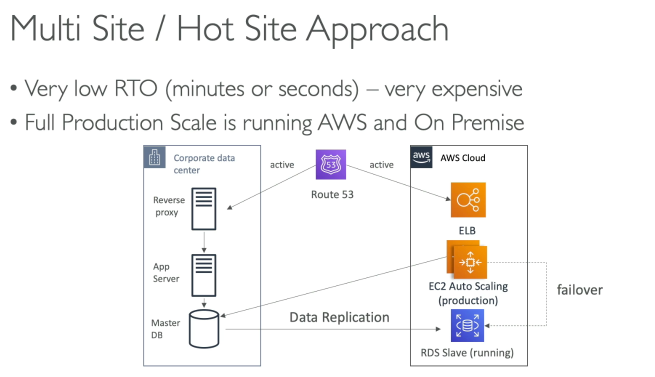 Multi Site / Hot Site Approach
• Very low RTO (minutes or seconds) – very expensive
• Full Production Scale is running AWS and On Premise
Corporate data
center
active
53
active
Route 53
aws
AWS Cloud
Reverse
proxy
ELB
App
Server
EC2 Auto Scaling
(production)
failover
Master
DB
Data Replication
RDS Slave (running)